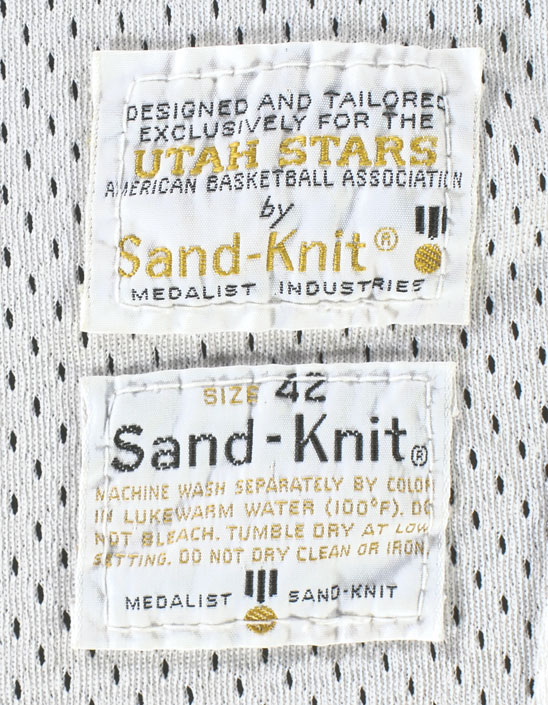 DESIGNED AND TAILORED
EXCLUSIVELY FOR THE
UTAH STARS
AMERICAN BASKETBALL ASSOCIATION
by
Sand-Knit®
MEDALIST INDUSTRIES
SIZE 42
Sand-Knit®
MACHINE WASH SEPARATELY BY COLOR
IN LUKEWARM WATER (100°F). DO
NOT BLEACH. TUMBLE DRY AT LOW
SETTING. DO NOT DRY CLEAN OR IRON.
MEDALIST SAND-KNIT